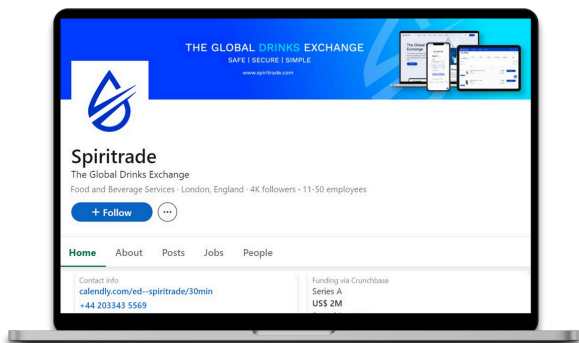 THE GLOBAL DRINKS EXCHANGE
SAFE | SECURE | SIMPLE
www.spiritrade.com
Spiritrade
The Global Drinks Exchange
Food and Beverage Services · London, England · 4K followers · 11-50 employees
+ Follow
Home About Posts Jobs People
Contact info
calendly.com/ed--spiritrade/30min
+44 203343 5569
Funding via Crunchbase
Series A
US$ 2M